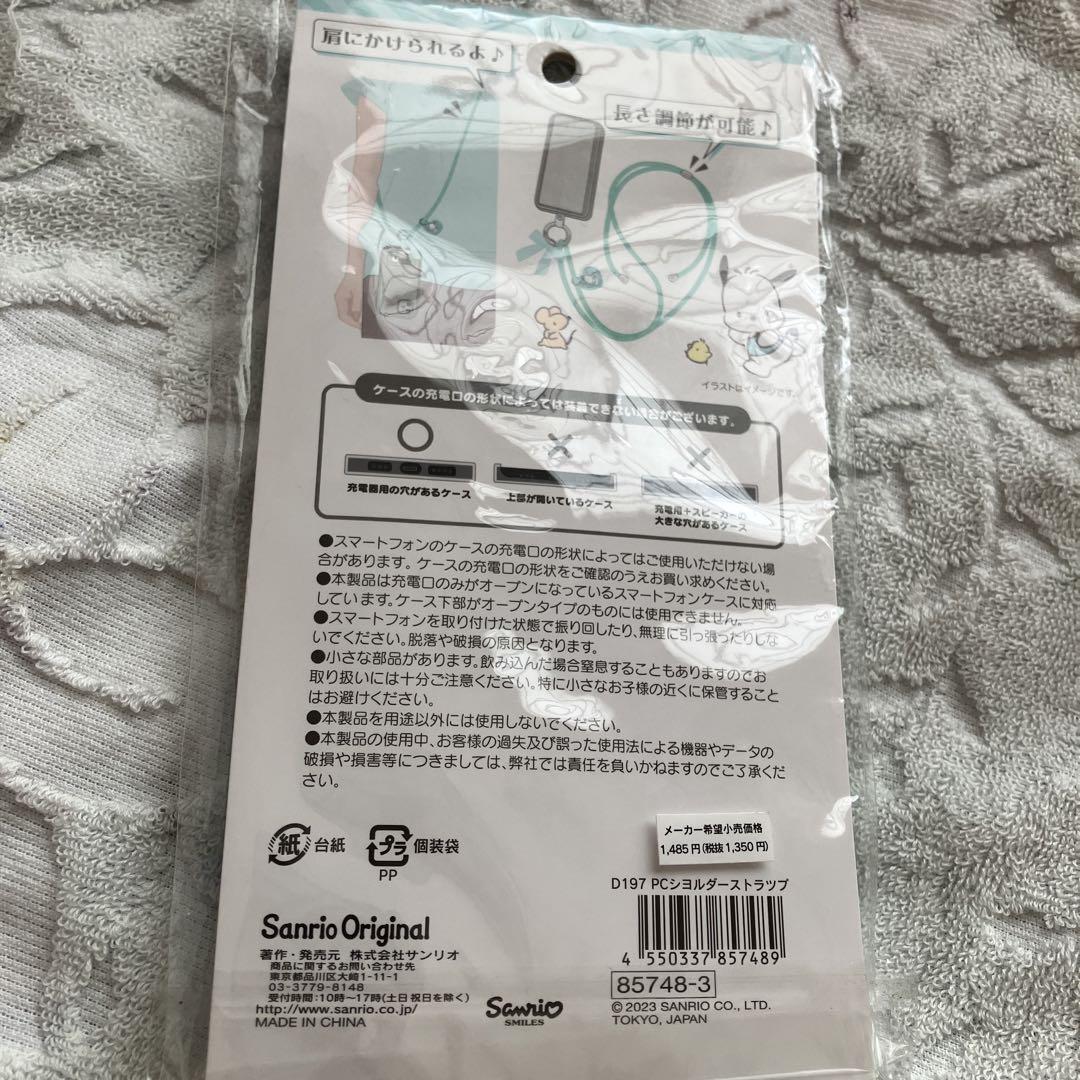 肩にかけられるよ♪
長さ調節が可能♪
イラストはイメージです。
ケースの充電口の形状によっては装着できない場合がございます。
充電器用の穴があるケース
上部が開いているケース
充電用+スピーカーの
大きな穴があるケース
●スマートフォンのケースの充電口の形状によってはご使用いただけない場
合があります。ケースの充電口の形状をご確認のうえお買い求めください。
●本製品は充電口のみがオープンになっているスマートフォンケースに対応
しています。ケース下部がオープンタイプのものには使用できません。
●スマートフォンを取り付けた状態で振り回したり、無理に引っ張ったりしな
いでください。脱落や破損の原因となります。
●小さな部品があります。飲み込んだ場合窒息することもありますのでお
取り扱いには十分ご注意ください。特に小さなお子様の近くに保管すること
はお避けください。
●本製品を用途以外には使用しないでください。
●本製品の使用中、お客様の過失及び誤った使用法による機器やデータの
破損や損害等につきましては、弊社では責任を負いかねますのでご了承くだ
さい。
紙 台紙
プラ 個装袋
PP
メーカー希望小売価格
1,485円(税抜1,350円)
D197 PCシヨルダーストラツプ
4 550337 857489
85748-3
© 2023 SANRIO CO., LTD.
TOKYO, JAPAN
Sanrio Original
著作・発売元 株式会社サンリオ
商品に関するお問い合わせ先
東京都品川区大崎1-11-1
03-3779-8148
受付時間:10時〜17時(土日祝日を除く)
http://www.sanrio.co.jp/
MADE IN CHINA
Sanrio
SMILES